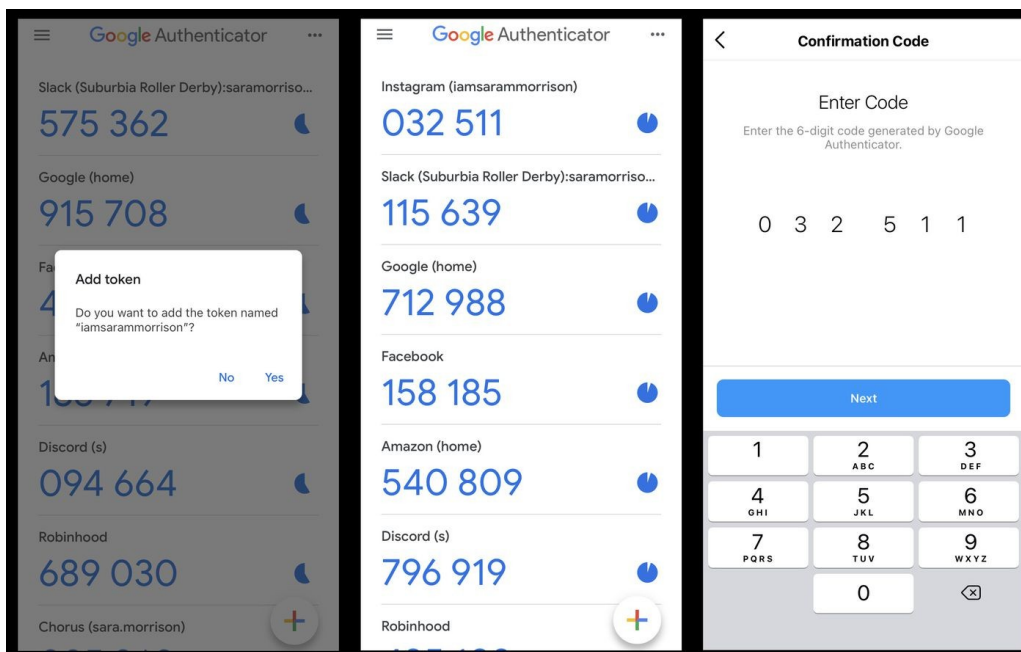 Google Authenticator
Slack (Suburbia Roller Derby):saramorriso...
575 362
Google (home)
915 708
Add token
Do you want to add the token named
“iamsarammorrison”?
No Yes
Discord (s)
094 664
Robinhood
689 030
Chorus (sara.morrison)
Google Authenticator
Instagram (iamsarammorrison)
032 511
Slack (Suburbia Roller Derby):saramorriso...
115 639
Google (home)
712 988
Facebook
158 185
Amazon (home)
540 809
Discord (s)
796 919
Robinhood
Confirmation Code
Enter Code
Enter the 6-digit code generated by Google
Authenticator.
0 3 2 5 1 1
Next
1 2 3
ABC DEF
4 5 6
GHI JKL MNO
7 8 9
PQRS TUV WXYZ
0